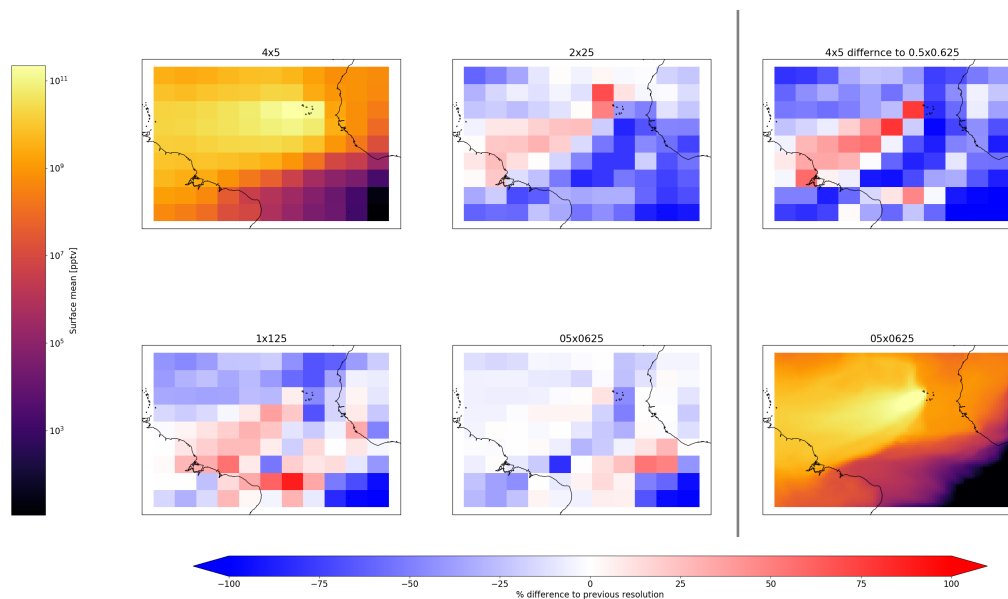 4x5
2x25
4x5 differnce to 0.5x0.625
10¹¹
10⁹
10⁷
10⁵
10³
Surface mean [pptv]
1x125
05x0625
05x0625
−100
−75
−50
−25
0
25
50
75
100
% difference to previous resolution